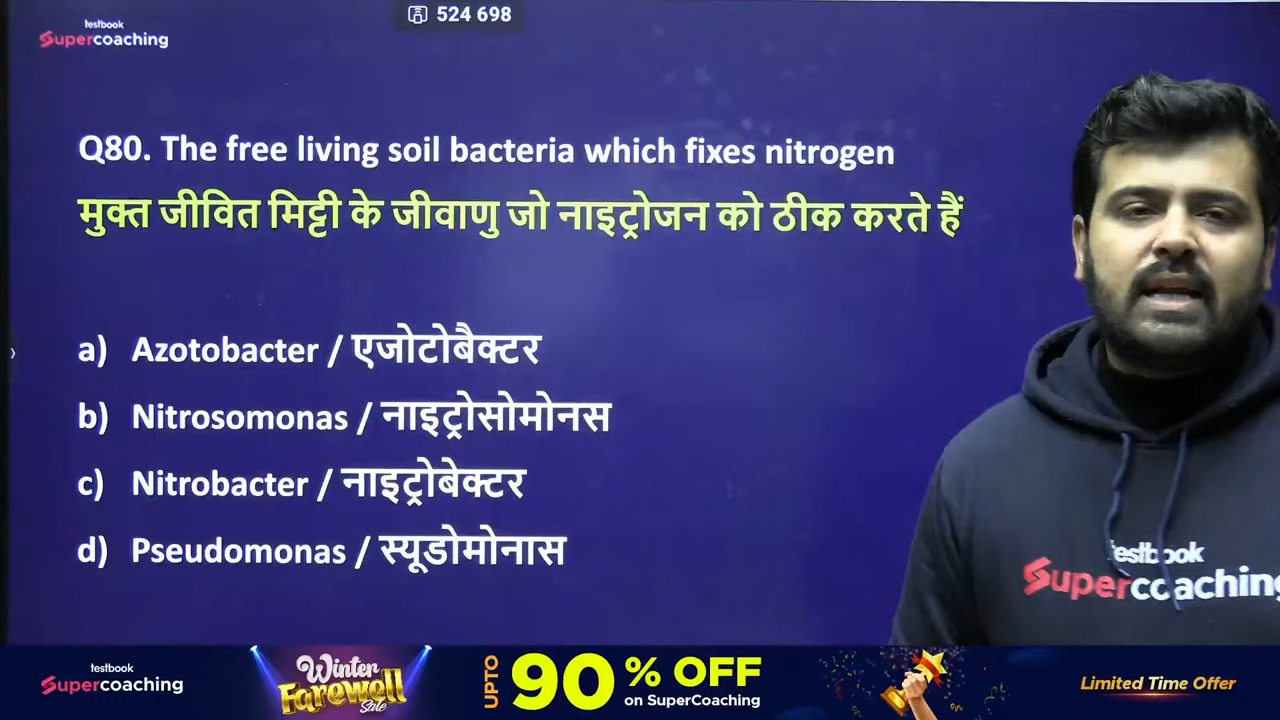 524 698
testbook
Supercoaching
Q80. The free living soil bacteria which fixes nitrogen
मुक्त जीवित मिट्टी के जीवाणु जो नाइट्रोजन को ठीक करते हैं
a) Azotobacter / एजोटोबैक्टर
b) Nitrosomonas / नाइट्रोसोमोनस
c) Nitrobacter / नाइट्रोबेक्टर
d) Pseudomonas / स्यूडोमोनास
testbook
Supercoaching
testbook
Supercoaching
Winter
Farewell
Sale
UPTO 90% OFF
on SuperCoaching
Limited Time Offer